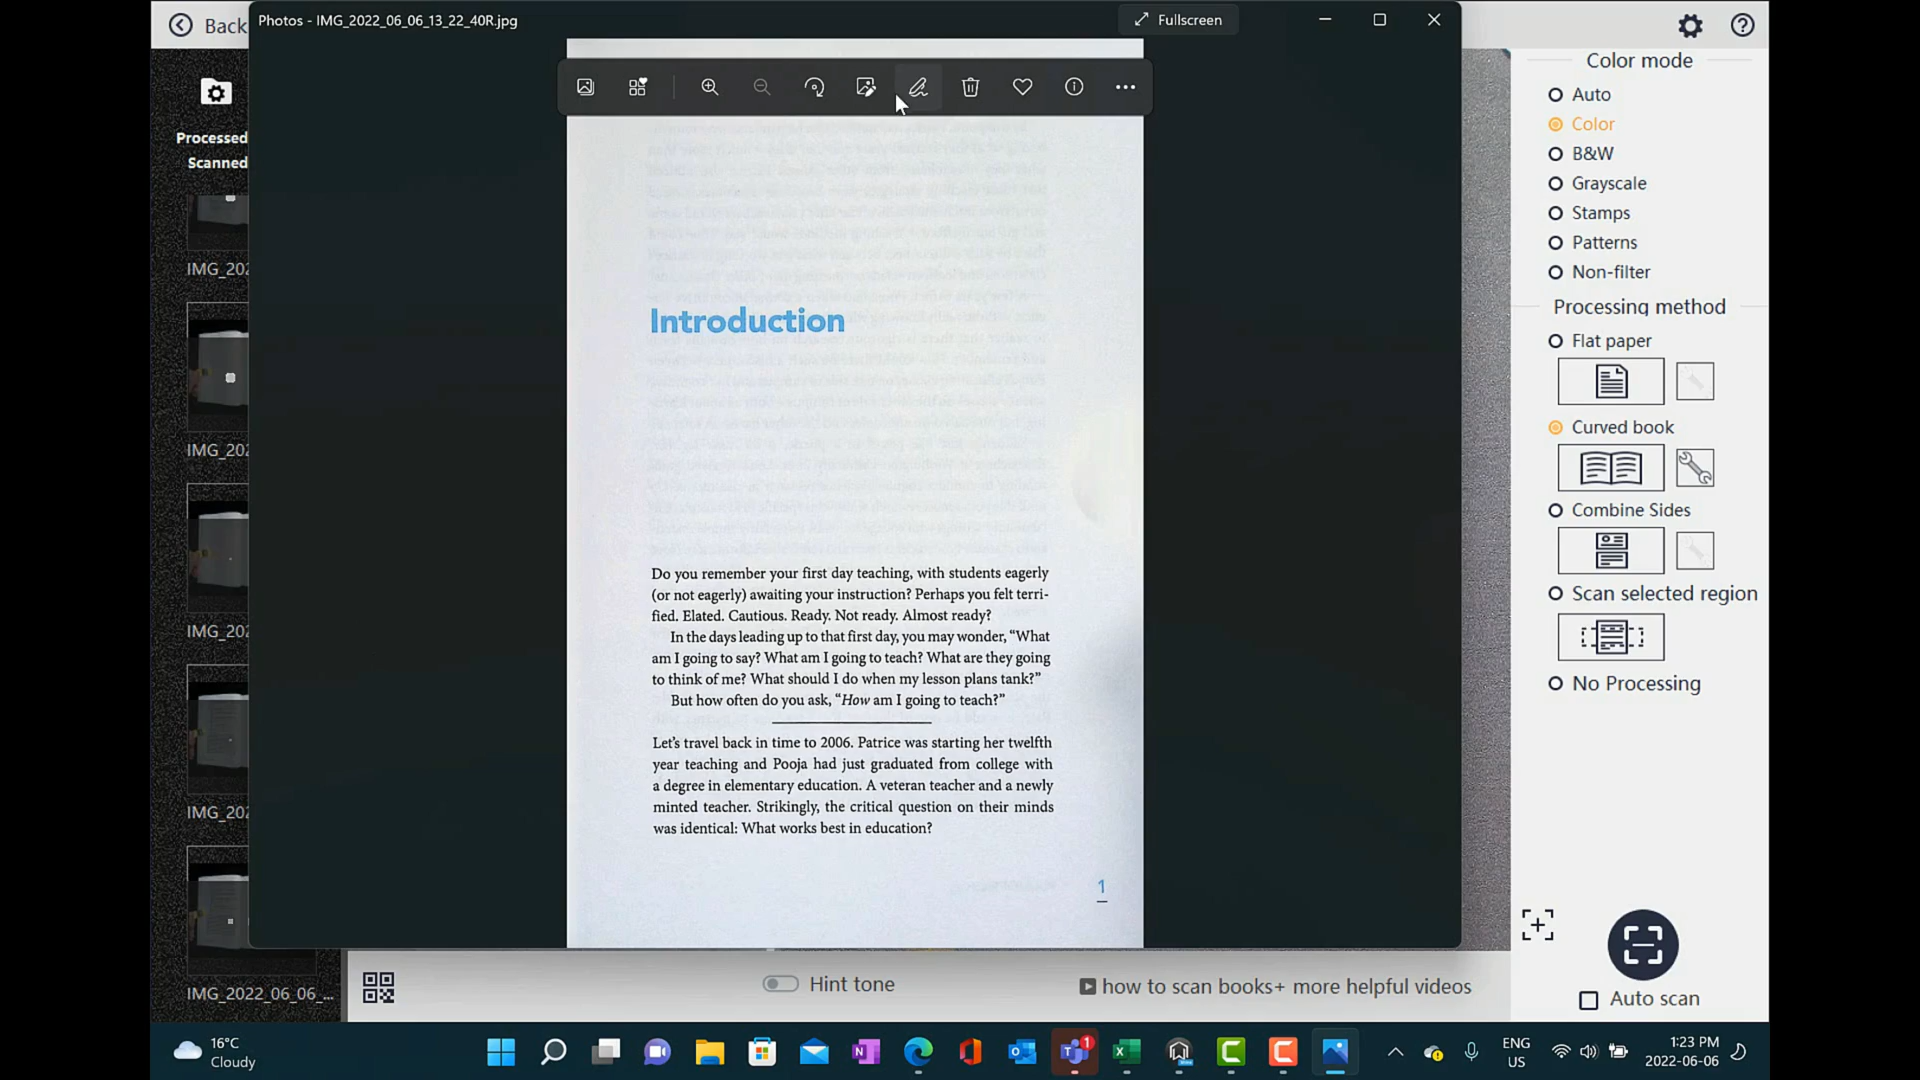 Back
Photos - IMG_2022_06_06_13_22_40R.jpg
Fullscreen
Processed
Scanned
IMG_202
IMG_202
IMG_202
IMG_202
IMG_2022_06_06_...
Introduction
Do you remember your first day teaching, with students eagerly
(or not eagerly) awaiting your instruction? Perhaps you felt terri-
fied. Elated. Cautious. Ready. Not ready. Almost ready?
In the days leading up to that first day, you may wonder, “What
am I going to say? What am I going to teach? What are they going
to think of me? What should I do when my lesson plans tank?”
But how often do you ask, “How am I going to teach?”
Let’s travel back in time to 2006. Patrice was starting her twelfth
year teaching and Pooja had just graduated from college with
a degree in elementary education. A veteran teacher and a newly
minted teacher. Strikingly, the critical question on their minds
was identical: What works best in education?
1
Color mode
Auto
Color
B&W
Grayscale
Stamps
Patterns
Non-filter
Processing method
Flat paper
Curved book
Combine Sides
Scan selected region
No Processing
Auto scan
Hint tone
how to scan books+ more helpful videos
16°C
Cloudy
1
ENG
US
1:23 PM
2022-06-06